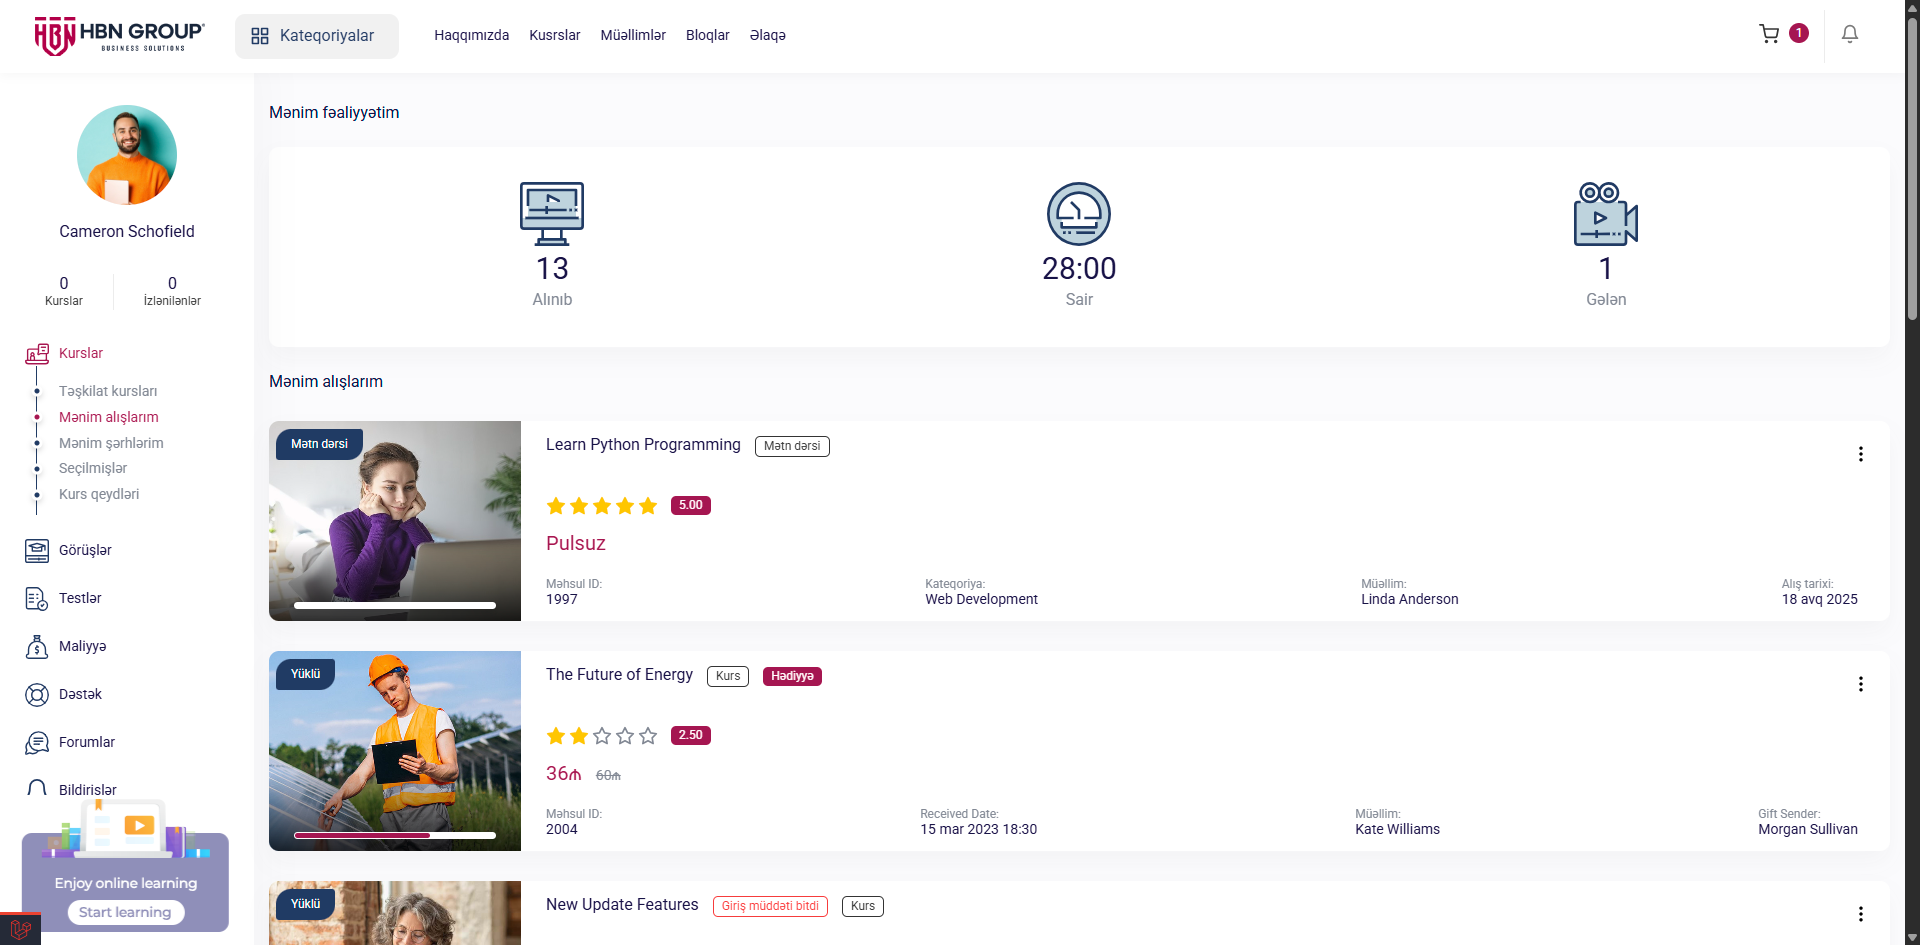 HBN GROUP
BUSINESS SOLUTIONS
Kateqoriyalar
Haqqımızda
Kusrslar
Müəllimlər
Bloqlar
Əlaqə
1
Cameron Schofield
0
Kurslar
0
İzlənilənlər
Kurslar
Təşkilat kursları
Mənim alışlarım
Mənim şərhlərim
Seçilmişlər
Kurs qeydləri
Görüşlər
Testlər
Maliyyə
Dəstək
Forumlar
Bildirişlər
Enjoy online learning
Start learning
Mənim fəaliyyətim
13
Alınıb
28:00
Sair
1
Gələn
Mənim alışlarım
Mətn dərsi
Learn Python Programming
Mətn dərsi
5.00
Pulsuz
Məhsul ID:
1997
Kateqoriya:
Web Development
Müəllim:
Linda Anderson
Alış tarixi:
18 avq 2025
Yüklü
The Future of Energy
Kurs
Hədiyyə
2.50
36₼
60₼
Məhsul ID:
2004
Received Date:
15 mar 2023 18:30
Müəllim:
Kate Williams
Gift Sender:
Morgan Sullivan
Yüklü
New Update Features
Giriş müddəti bitdi
Kurs